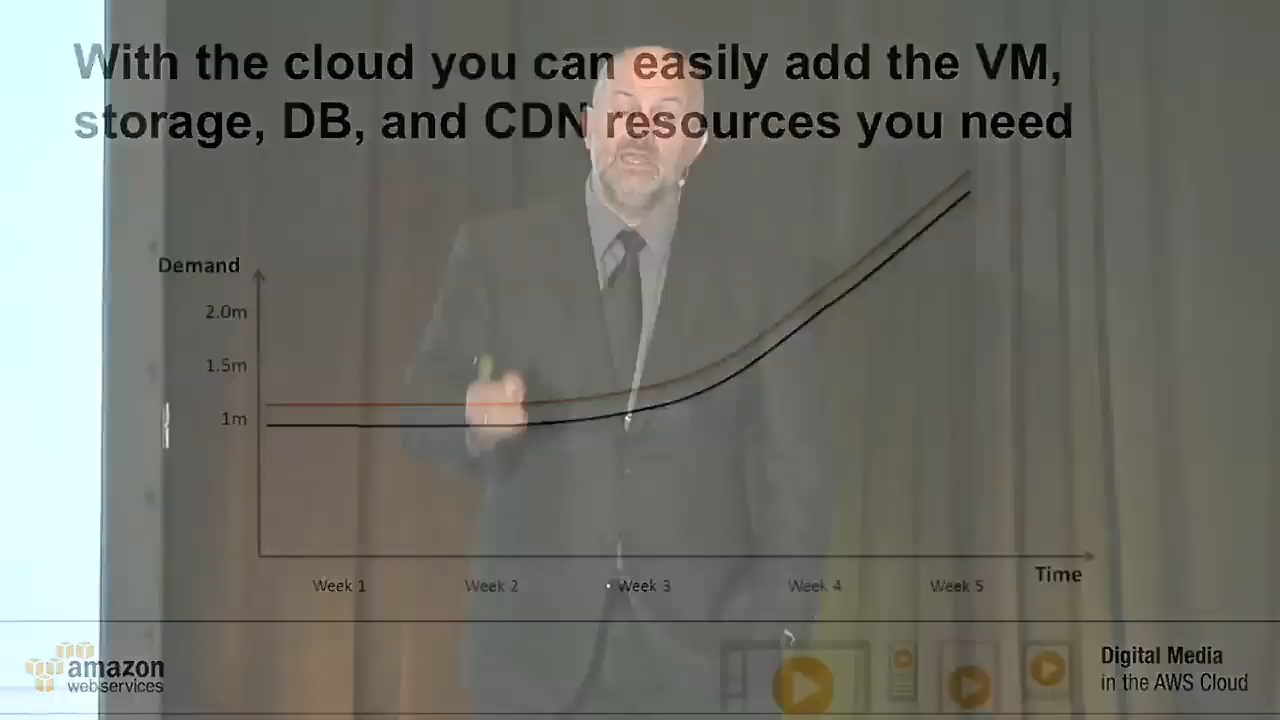 With the cloud you can easily add the VM,
storage, DB, and CDN resources you need
Demand
2.0m
1.5m
1m
Week 1 Week 2 Week 3 Week 4 Week 5
Time
amazon
webservices
Digital Media
in the AWS Cloud